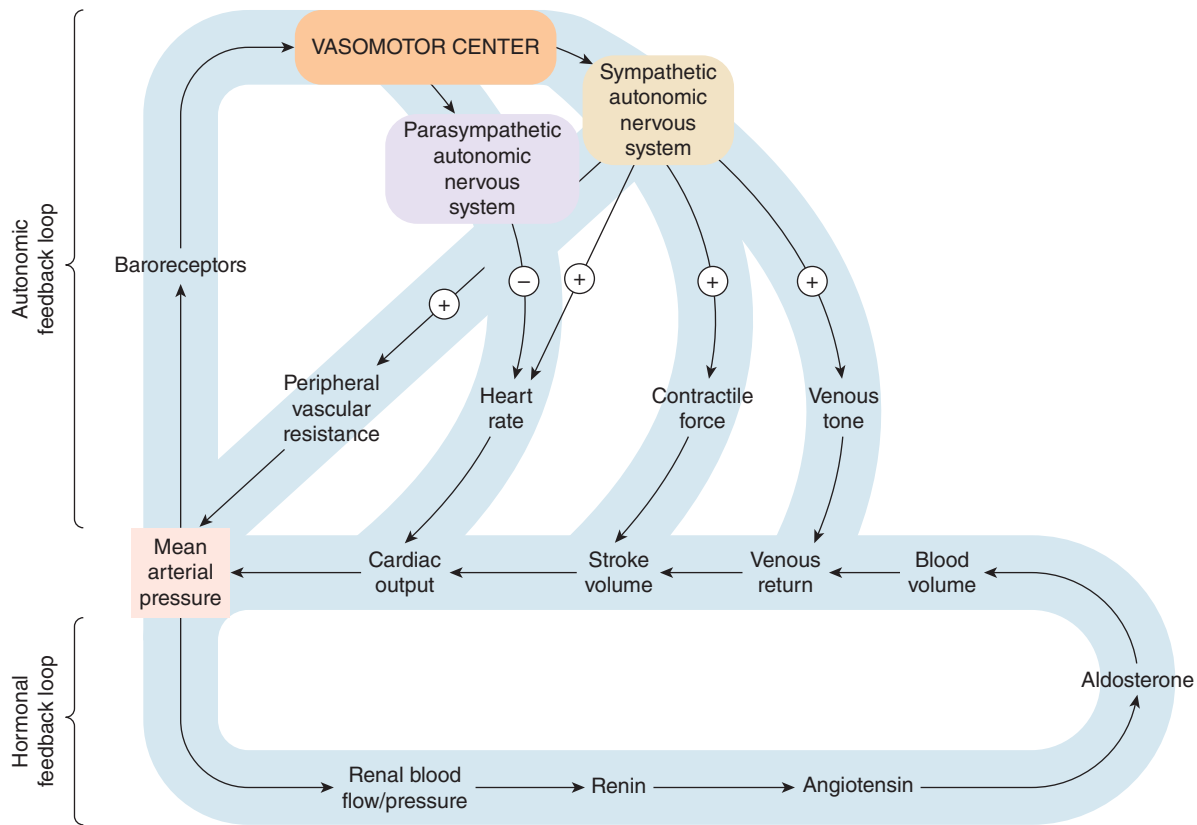 VASOMOTOR CENTER
Sympathetic
autonomic
nervous
system
Parasympathetic
autonomic
nervous
system
Autonomic
feedback loop
Baroreceptors
+
−
+
+
+
Peripheral
vascular
resistance
Heart
rate
Contractile
force
Venous
tone
Mean
arterial
pressure
Cardiac
output
Stroke
volume
Venous
return
Blood
volume
Hormonal
feedback loop
Aldosterone
Renal blood
flow/pressure
Renin
Angiotensin